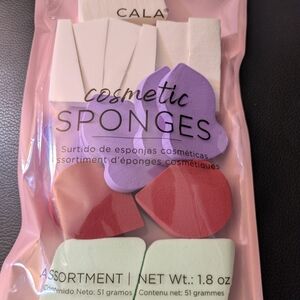 CALA
cosmetic
SPONGES
Surtido de esponjas cosméticas
ssortiment d'éponges cosmétiques
ASSORTMENT | NET Wt.: 1.8 oz
Contenido Neto: 51 gramos | Contenu net: 51 grammes